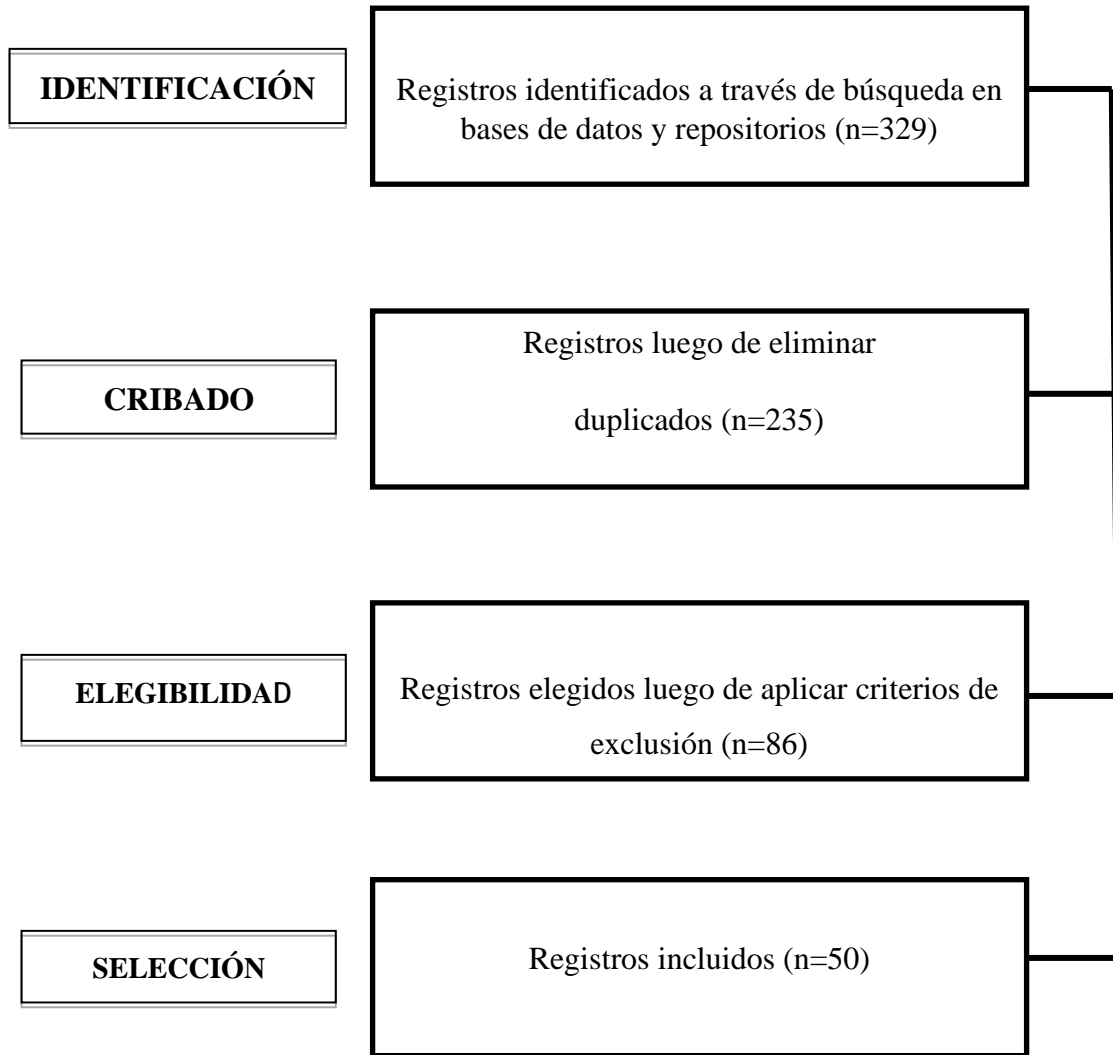 IDENTIFICACIÓN
Registros identificados a través de búsqueda en
bases de datos y repositorios (n=329)
CRIBADO
Registros luego de eliminar
duplicados (n=235)
ELEGIBILIDAD
Registros elegidos luego de aplicar criterios de
exclusión (n=86)
SELECCIÓN
Registros incluidos (n=50)